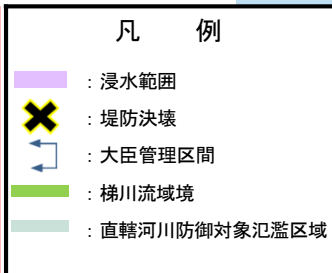 凡 例
：浸水範囲
：堤防決壊
：大臣管理区間
：梯川流域境
：直轄河川防御対象氾濫区域